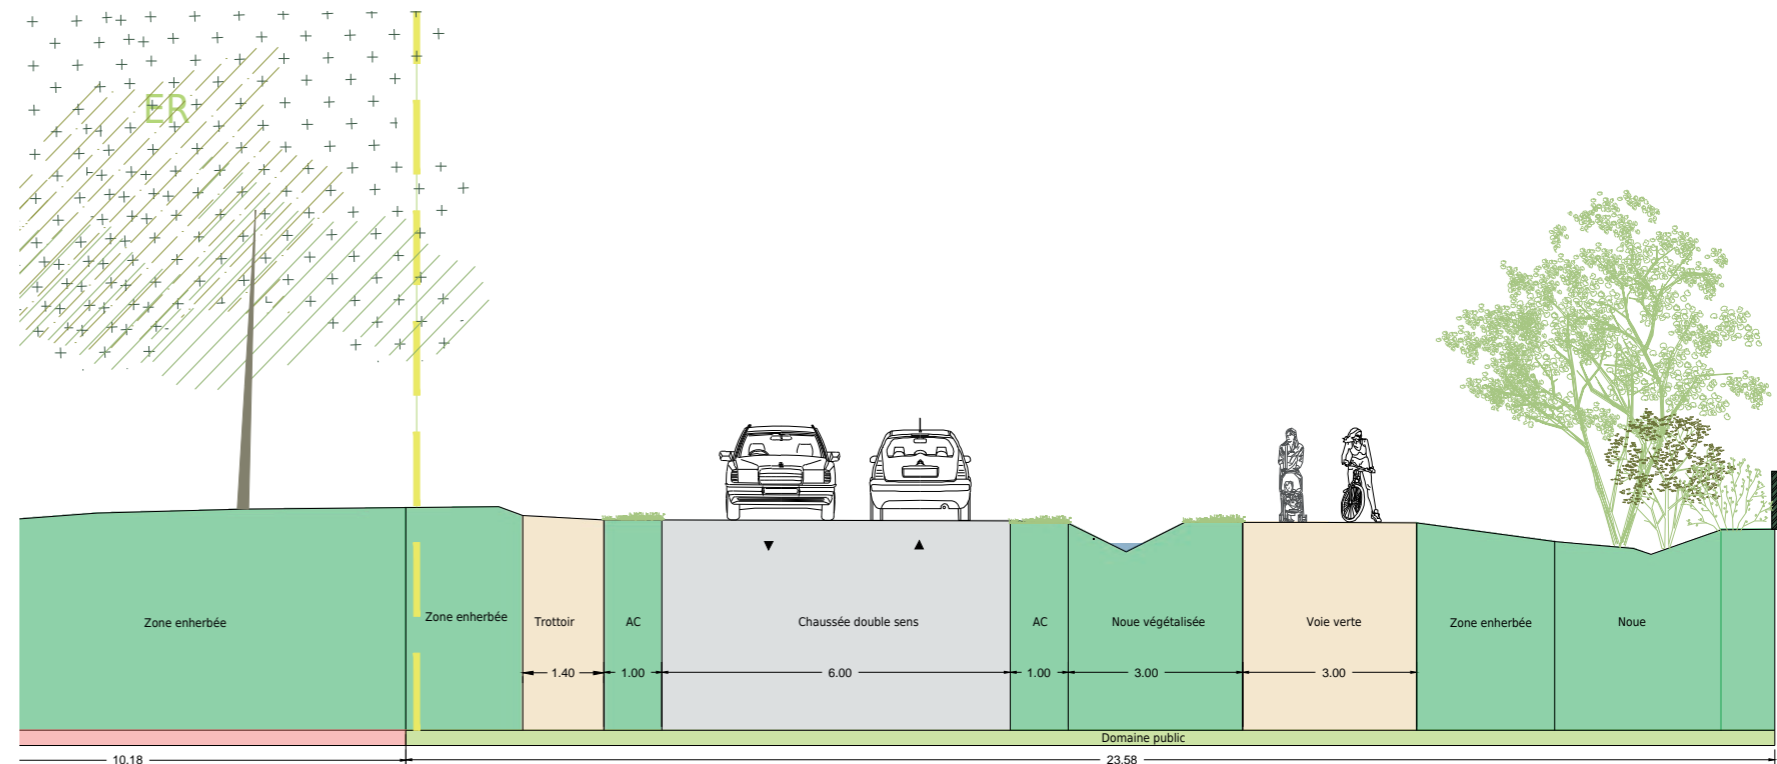 ER
Zone enherbée
Zone enherbée
Trottoir
AC
Chaussée double sens
AC
Noue végétalisée
Voie verte
Zone enherbée
Noue
1.40
1.00
6.00
1.00
3.00
3.00
Domaine public
10.18
23.58